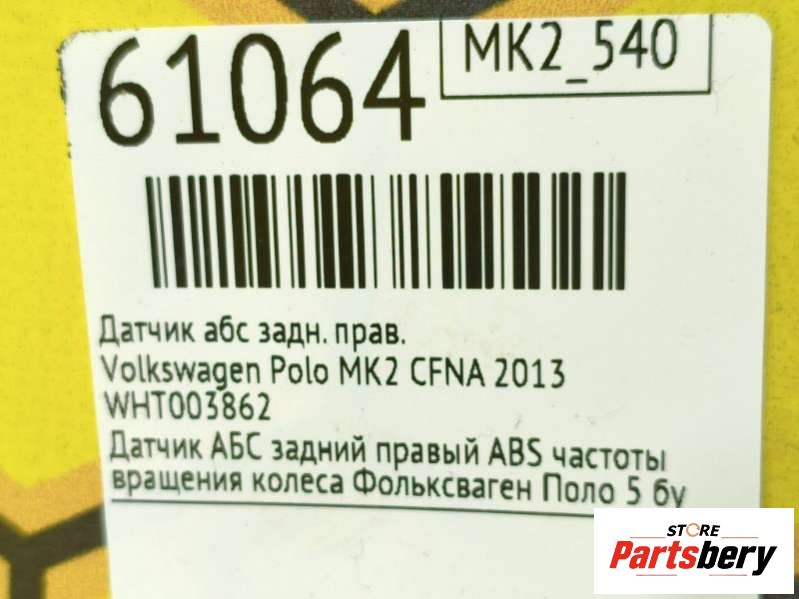 61064
MK2_540
Датчик абс задн. прав.
Volkswagen Polo MK2 CFNA 2013
WHT003862
Датчик АБС задний правый ABS частоты
вращения колеса Фольксваген Поло 5 бу
STORE
Partsbery